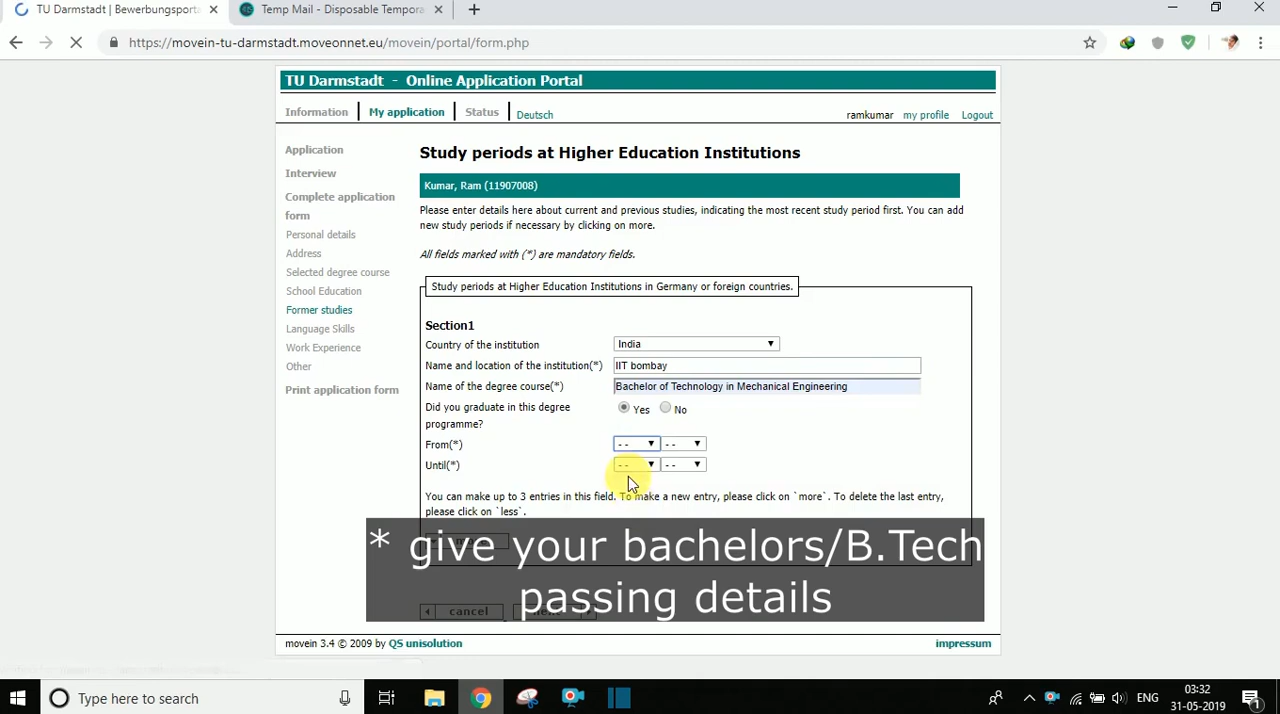 TU Darmstadt | Bewerbungsporta
Temp Mail - Disposable Tempora
https://movein-tu-darmstadt.moveonnet.eu/movein/portal/form.php
TU Darmstadt - Online Application Portal
Information My application Status Deutsch ramkumar my profile Logout
Application
Interview
Complete application
form
Personal details
Address
Selected degree course
School Education
Former studies
Language Skills
Work Experience
Other
Print application form
Study periods at Higher Education Institutions
Kumar, Ram (11907008)
Please enter details here about current and previous studies, indicating the most recent study period first. You can add
new study periods if necessary by clicking on more.
All fields marked with (*) are mandatory fields.
Study periods at Higher Education Institutions in Germany or foreign countries.
Section1
Country of the institution India
Name and location of the institution(*) IIT bombay
Name of the degree course(*) Bachelor of Technology in Mechanical Engineering
Did you graduate in this degree
programme?
Yes No
From(*) -- --
Until(*) -- --
You can make up to 3 entries in this field. To make a new entry, please click on `more`. To delete the last entry,
please click on `less`.
* give your bachelors/B.Tech
passing details
cancel
movein 3.4 © 2009 by QS unisolution impressum
Type here to search
ENG
03:32
31-05-2019
1